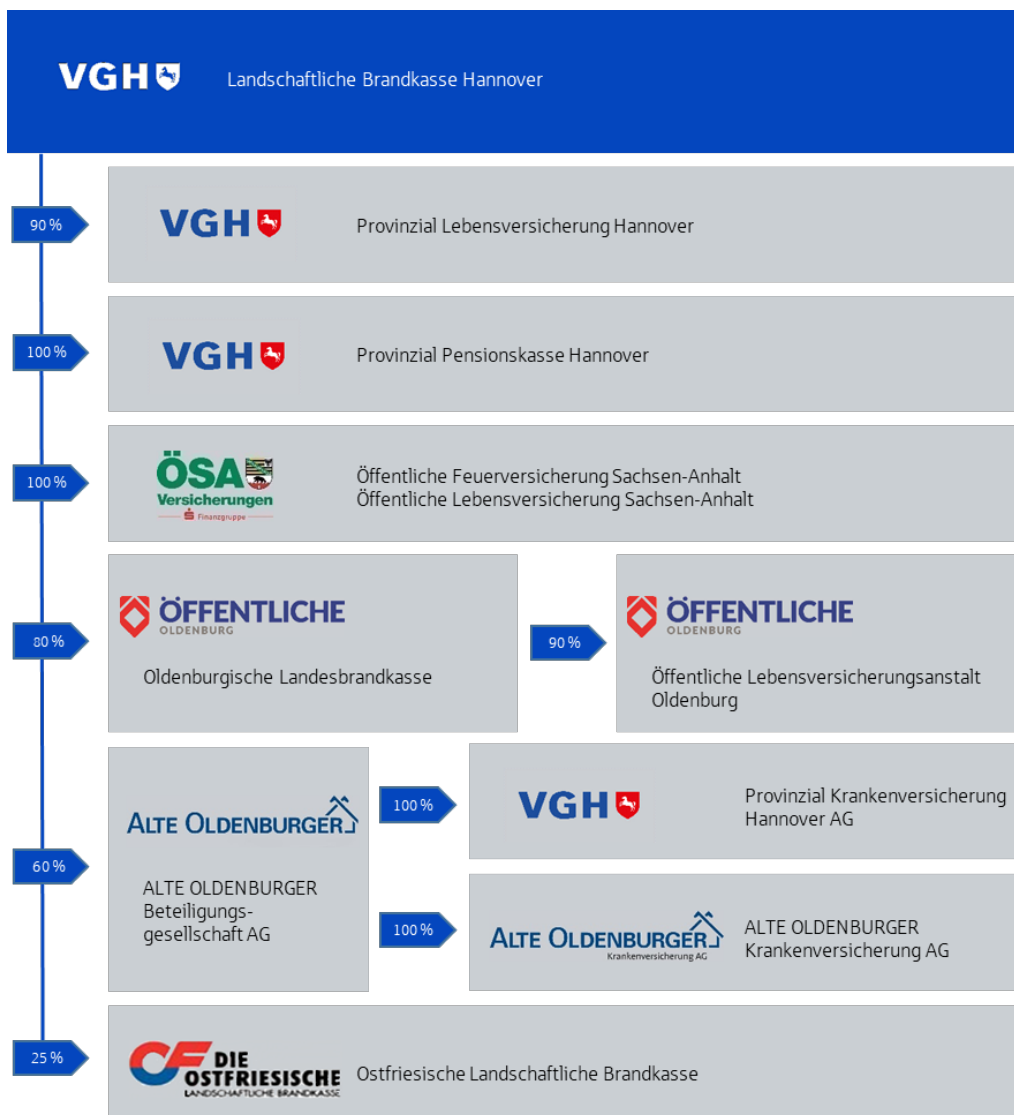 VGH
Landschaftliche Brandkasse Hannover
90 %
VGH
Provinzial Lebensversicherung Hannover
100 %
VGH
Provinzial Pensionskasse Hannover
100 %
ÖSA
Versicherungen
Finanzgruppe
Öffentliche Feuerversicherung Sachsen-Anhalt
Öffentliche Lebensversicherung Sachsen-Anhalt
80 %
ÖFFENTLICHE
OLDENBURG
Oldenburgische Landesbrandkasse
90 %
ÖFFENTLICHE
OLDENBURG
Öffentliche Lebensversicherungsanstalt
Oldenburg
60 %
ALTE OLDENBURGER
ALTE OLDENBURGER
Beteiligungs-
gesellschaft AG
100 %
VGH
Provinzial Krankenversicherung
Hannover AG
100 %
ALTE OLDENBURGER
Krankenversicherung AG
ALTE OLDENBURGER
Krankenversicherung AG
25 %
DIE
OSTFRIESISCHE
LANDSCHAFTLICHE BRANDKASSE
Ostfriesische Landschaftliche Brandkasse